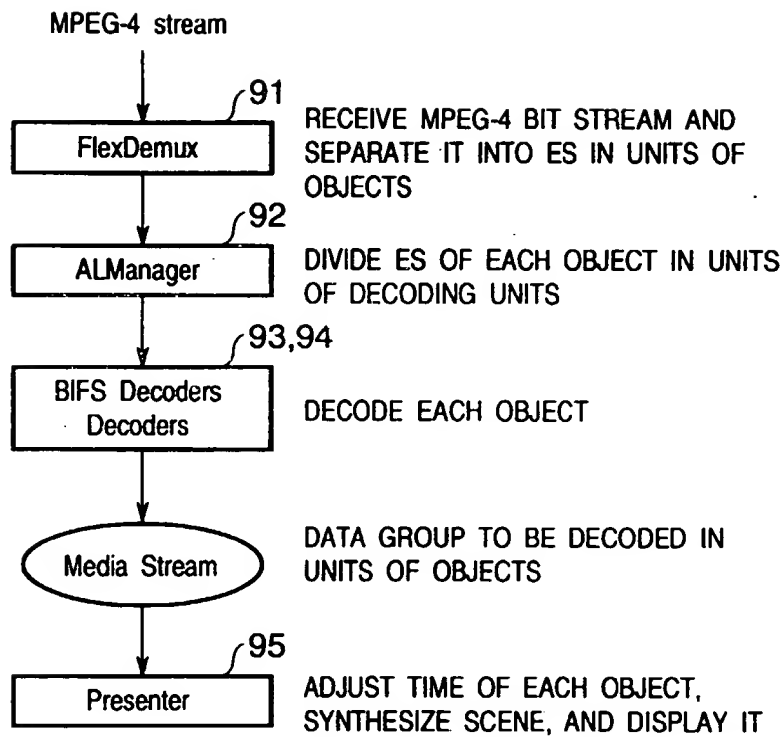 MPEG-4 stream
91
FlexDemux
RECEIVE MPEG-4 BIT STREAM AND
SEPARATE IT INTO ES IN UNITS OF
OBJECTS
92
ALManager
DIVIDE ES OF EACH OBJECT IN UNITS
OF DECODING UNITS
93,94
BIFS Decoders
Decoders
DECODE EACH OBJECT
Media Stream
DATA GROUP TO BE DECODED IN
UNITS OF OBJECTS
95
Presenter
ADJUST TIME OF EACH OBJECT,
SYNTHESIZE SCENE, AND DISPLAY IT